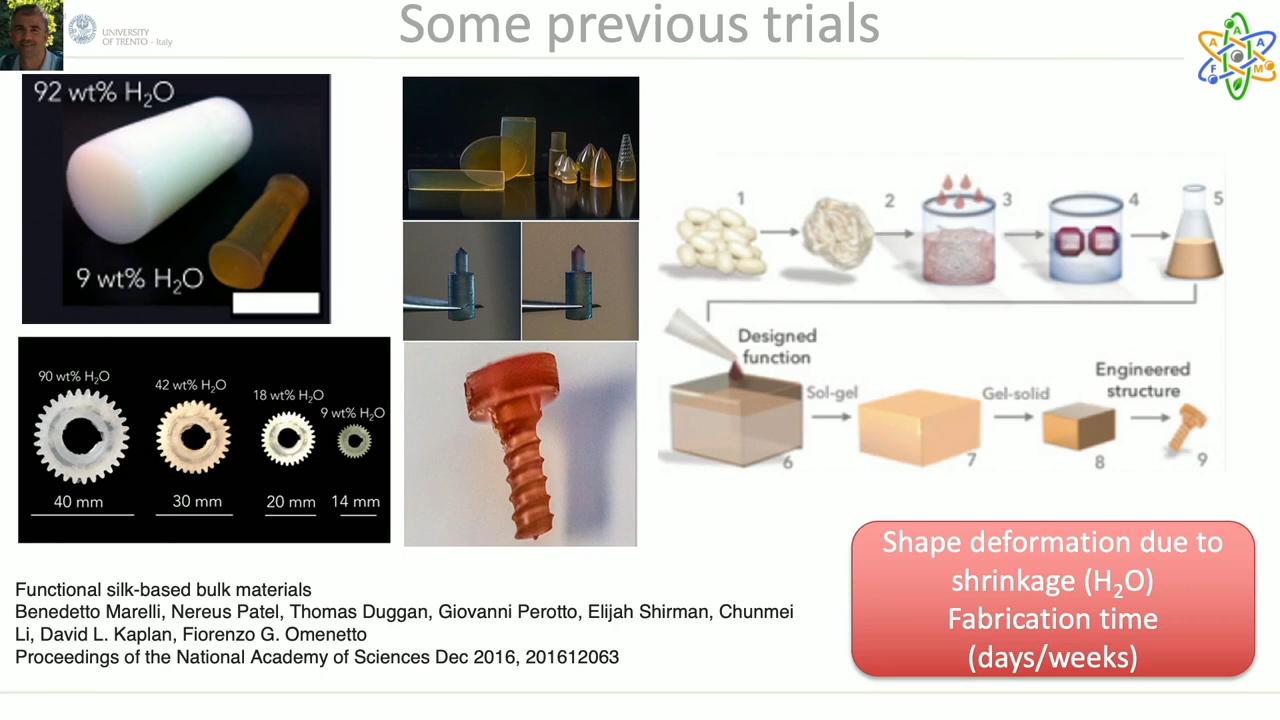 Some previous trials
UNIVERSITY
OF TRENTO - Italy
A
A
A
F
M
92 wt% H₂O
9 wt% H₂O
90 wt% H₂O
42 wt% H₂O
18 wt% H₂O
9 wt% H₂O
40 mm
30 mm
20 mm
14 mm
1
2
3
4
5
Designed
function
Sol-gel
Gel-solid
Engineered
structure
6
7
8
9
Functional silk-based bulk materials
Benedetto Marelli, Nereus Patel, Thomas Duggan, Giovanni Perotto, Elijah Shirman, Chunmei
Li, David L. Kaplan, Fiorenzo G. Omenetto
Proceedings of the National Academy of Sciences Dec 2016, 201612063
Shape deformation due to
shrinkage (H₂O)
Fabrication time
(days/weeks)